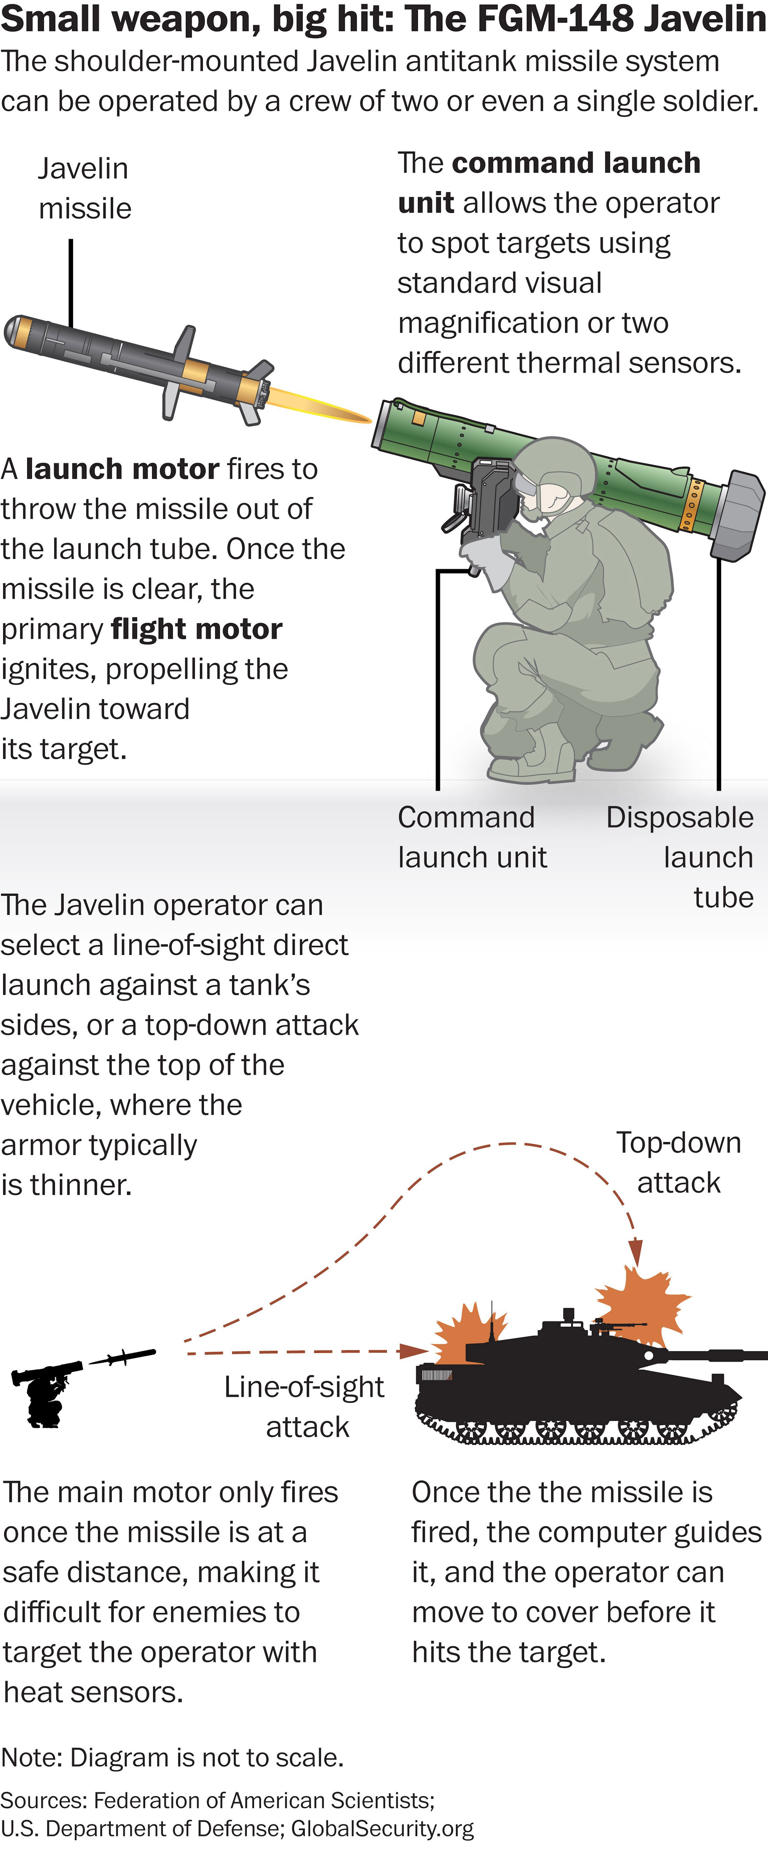 Small weapon, big hit: The FGM-148 Javelin
The shoulder-mounted Javelin antitank missile system
can be operated by a crew of two or even a single soldier.
Javelin
missile
The command launch
unit allows the operator
to spot targets using
standard visual
magnification or two
different thermal sensors.
A launch motor fires to
throw the missile out of
the launch tube. Once the
missile is clear, the
primary flight motor
ignites, propelling the
Javelin toward
its target.
Command
launch unit
Disposable
launch
tube
The Javelin operator can
select a line-of-sight direct
launch against a tank’s
sides, or a top-down attack
against the top of the
vehicle, where the
armor typically
is thinner.
Top-down
attack
Line-of-sight
attack
The main motor only fires
once the missile is at a
safe distance, making it
difficult for enemies to
target the operator with
heat sensors.
Once the the missile is
fired, the computer guides
it, and the operator can
move to cover before it
hits the target.
Note: Diagram is not to scale.
Sources: Federation of American Scientists;
U.S. Department of Defense; GlobalSecurity.org